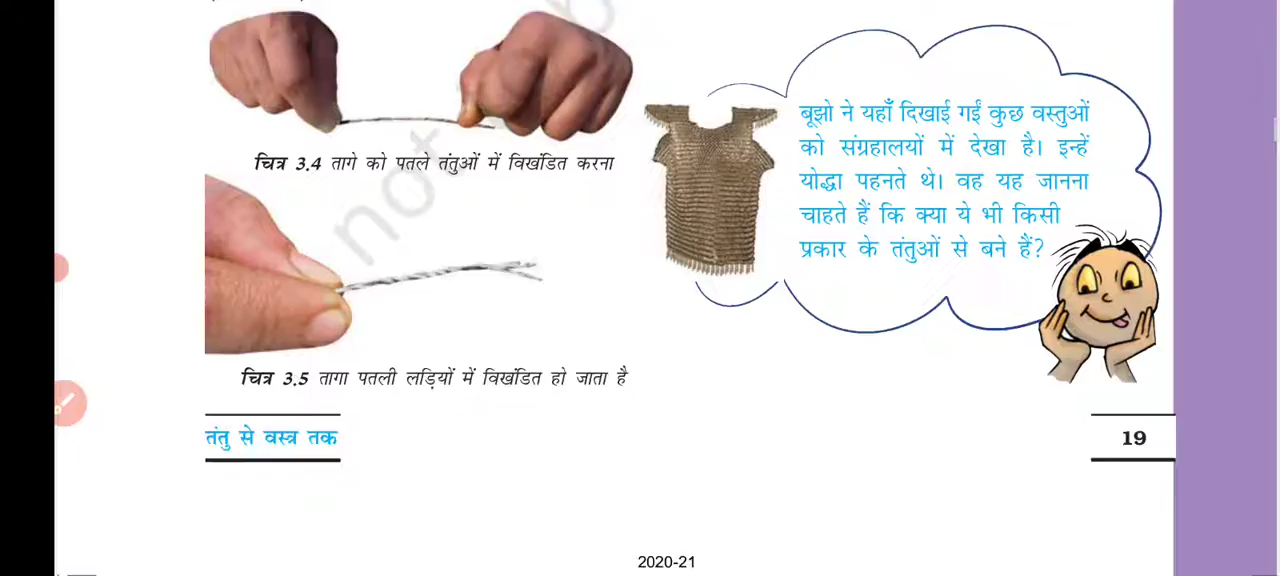 चित्र 3.4 तागे को पतले तंतुओं में विखंडित करना
चित्र 3.5 तागा पतली लड़ियों में विखंडित हो जाता है
बूझो ने यहाँ दिखाई गईं कुछ वस्तुओं
को संग्रहालयों में देखा है। इन्हें
योद्धा पहनते थे। वह यह जानना
चाहते हैं कि क्या ये भी किसी
प्रकार के तंतुओं से बने हैं?
तंतु से वस्त्र तक
19
2020-21
not
b